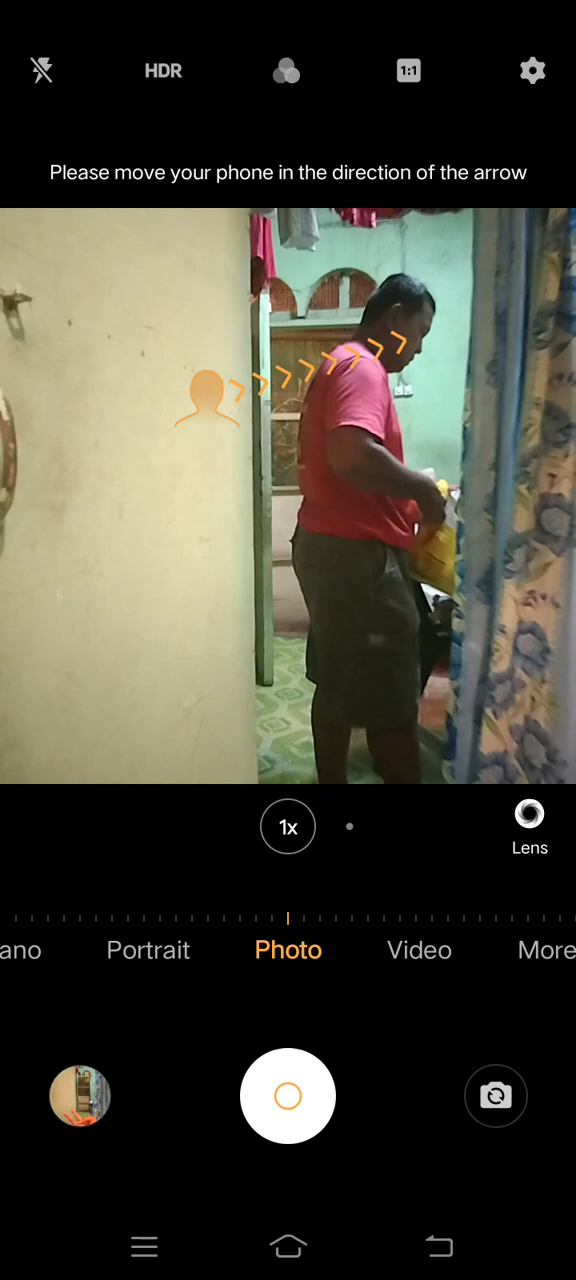 HDR
1:1
Please move your phone in the direction of the arrow
1x
Lens
ano
Portrait
Photo
Video
More